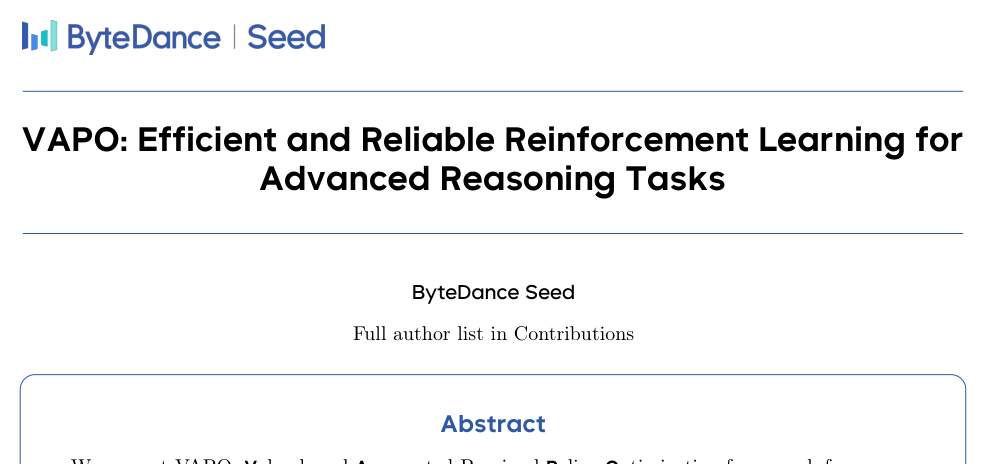 ByteDance | Seed
VAPO: Efficient and Reliable Reinforcement Learning for
Advanced Reasoning Tasks
ByteDance Seed
Full author list in Contributions
Abstract
VAPO